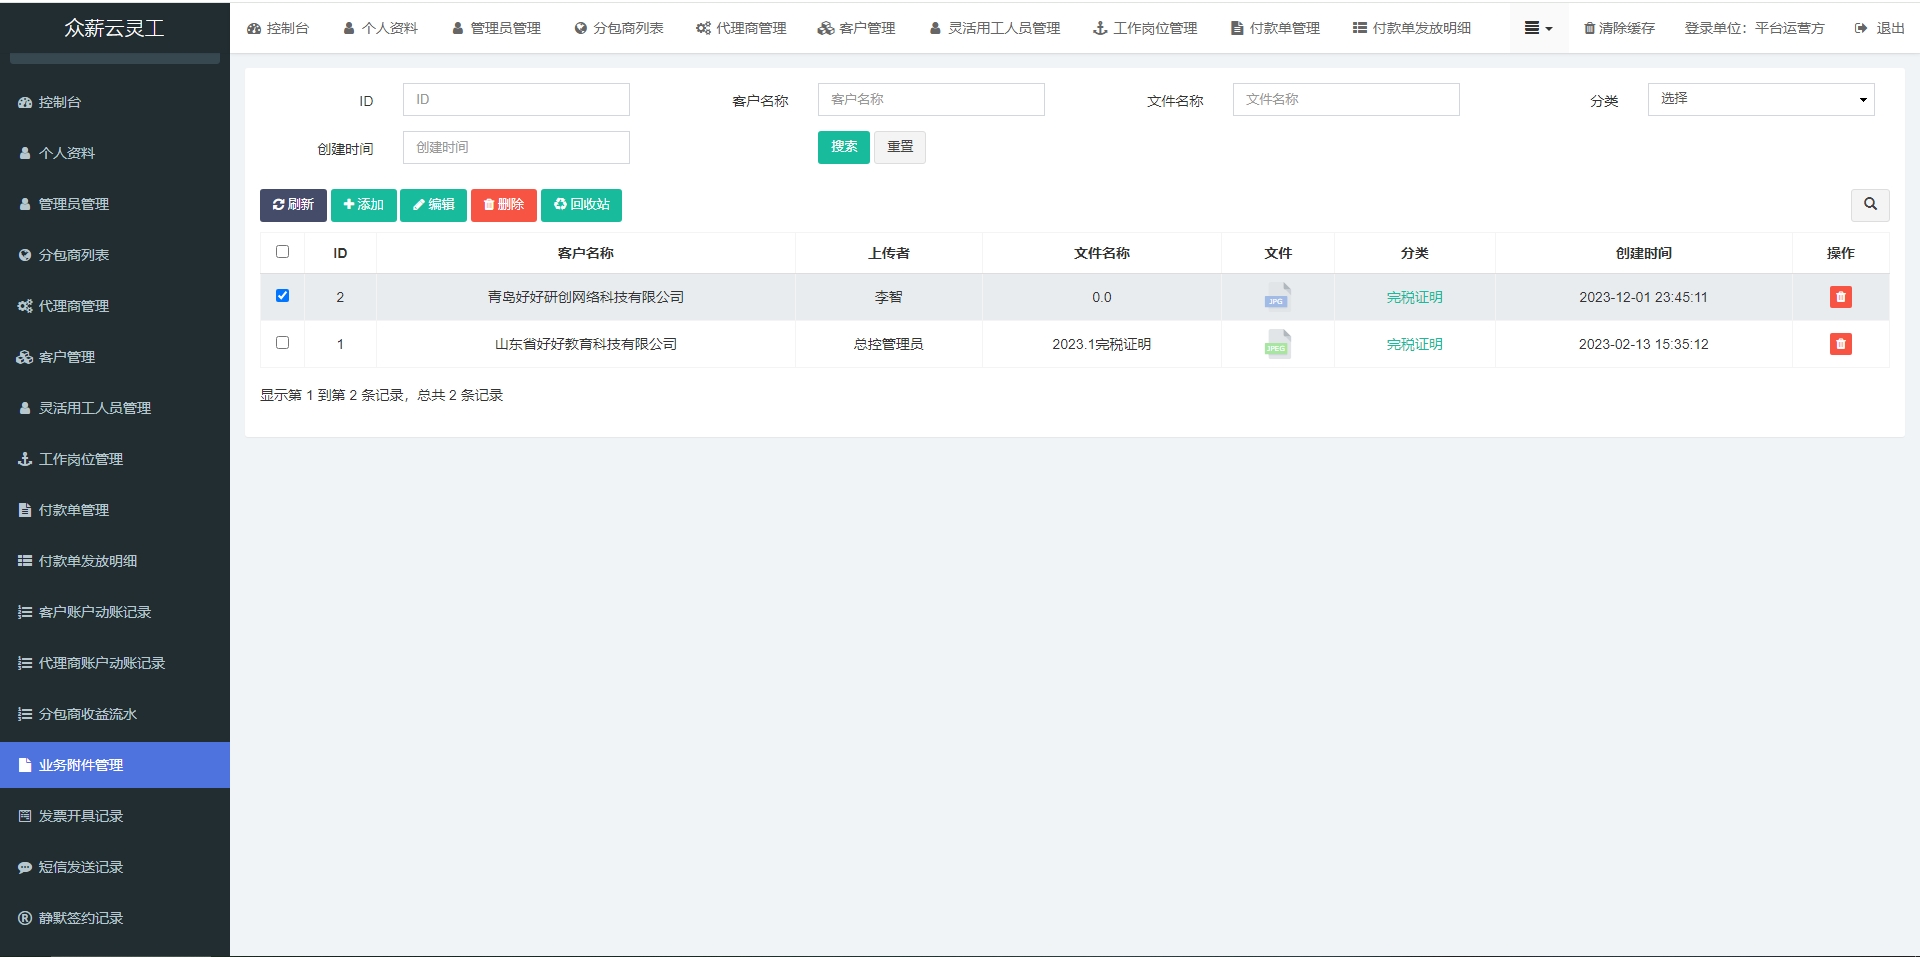 众薪云灵工
控制台 个人资料 管理员管理 分包商列表 代理商管理 客户管理 灵活用工人员管理 工作岗位管理 付款单管理 付款单发放明细 清除缓存 登录单位：平台运营方 退出
控制台
个人资料
管理员管理
分包商列表
代理商管理
客户管理
灵活用工人员管理
工作岗位管理
付款单管理
付款单发放明细
客户账户动账记录
代理商账户动账记录
分包商收益流水
业务附件管理
发票开具记录
短信发送记录
静默签约记录
ID ID 客户名称 客户名称 文件名称 文件名称 分类 选择
创建时间 创建时间 搜索 重置
刷新 添加 编辑 删除 回收站
ID 客户名称 上传者 文件名称 文件 分类 创建时间 操作
2 青岛好好研创网络科技有限公司 李智 0.0 JPG 完税证明 2023-12-01 23:45:11
1 山东省好好教育科技有限公司 总控管理员 2023.1完税证明 JPEG 完税证明 2023-02-13 15:35:12
显示第 1 到第 2 条记录，总共 2 条记录